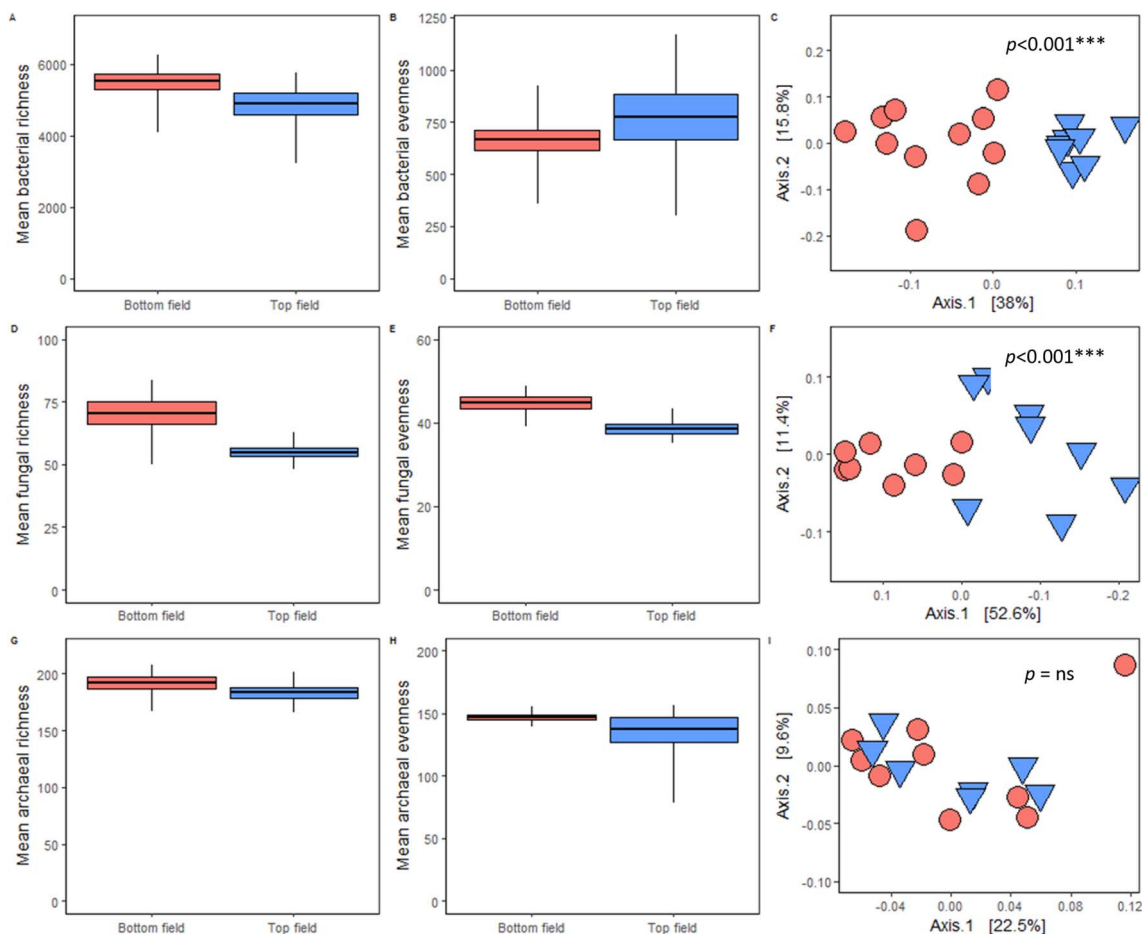 A
Mean bacterial richness
6000
4000
2000
0
Bottom field
Top field
B
Mean bacterial evenness
1250
1000
750
500
250
0
Bottom field
Top field
C
p<0.001***
Axis.2 [15.8%]
0.2
0.1
0.0
-0.1
-0.2
-0.1
0.0
0.1
Axis.1 [38%]
D
Mean fungal richness
100
75
50
25
0
Bottom field
Top field
E
Mean fungal evenness
60
40
20
0
Bottom field
Top field
F
p<0.001***
Axis.2 [11.4%]
0.1
0.0
-0.1
0.1
0.0
-0.1
-0.2
Axis.1 [52.6%]
G
Mean archaeal richness
200
150
100
50
0
Bottom field
Top field
H
Mean archaeal evenness
200
150
100
50
0
Bottom field
Top field
I
p = ns
Axis.2 [9.6%]
0.10
0.05
0.00
-0.05
-0.10
-0.04
0.00
0.04
0.08
0.12
Axis.1 [22.5%]